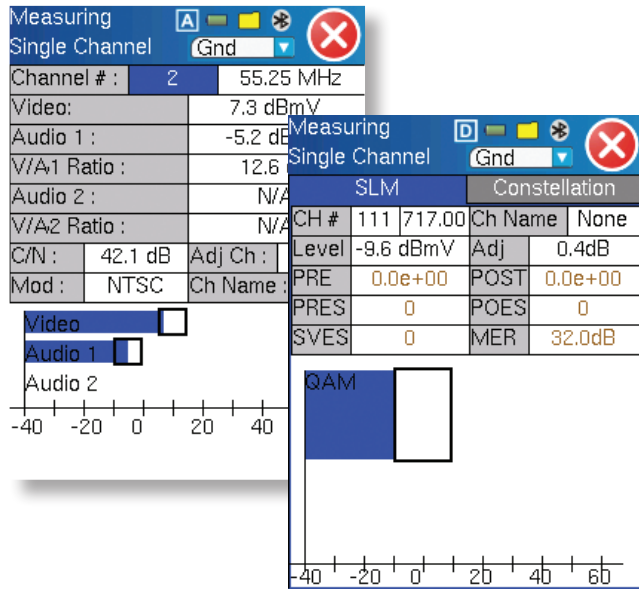 Measuring A
Single Channel Gnd
Channel # : 2 55.25 MHz
Video: 7.3 dBmV
Audio 1 : -5.2
V/A1 Ratio : 12.6
Audio 2 :
V/A2 Ratio :
C/N : 42.1 dB Adj Ch :
Mod : NTSC Ch Name :
Video
Audio 1
Audio 2
-40 -20 0 20 40
Measuring D
Single Channel Gnd
SLM Constellation
CH # 111 717.00 Ch Name None
Level -9.6 dBmV Adj 0.4dB
PRE 0.0e+00 POST 0.0e+00
PRES 0 POES 0
SVES 0 MER 32.0dB
QAM
-40 -20 0 20 40 60